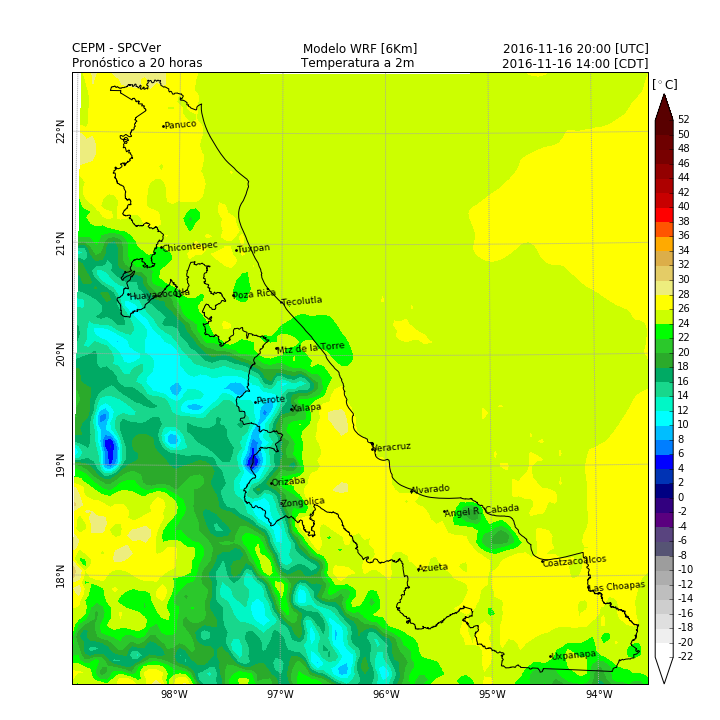 CEPM - SPCVer Modelo WRF [6Km] 2016-11-16 20:00 [UTC]
Pronóstico a 20 horas Temperatura a 2m 2016-11-16 14:00 [CDT]
[°C]
52
50
48
46
44
42
40
38
36
34
32
30
28
26
24
22
20
18
16
14
12
10
8
6
4
2
0
-2
-4
-6
-8
-10
-12
-14
-16
-18
-20
-22
22°N
21°N
20°N
19°N
18°N
Panuco
Chicontepec
Tuxpan
Huayacocotla
Poza Rica
Tecolutla
Mtz de la Torre
Perote
Xalapa
Veracruz
Orizaba
Alvarado
Zongolica
Angel R. Cabada
Azueta
Coatzacoalcos
Las Choapas
Uxpanapa
98°W 97°W 96°W 95°W 94°W